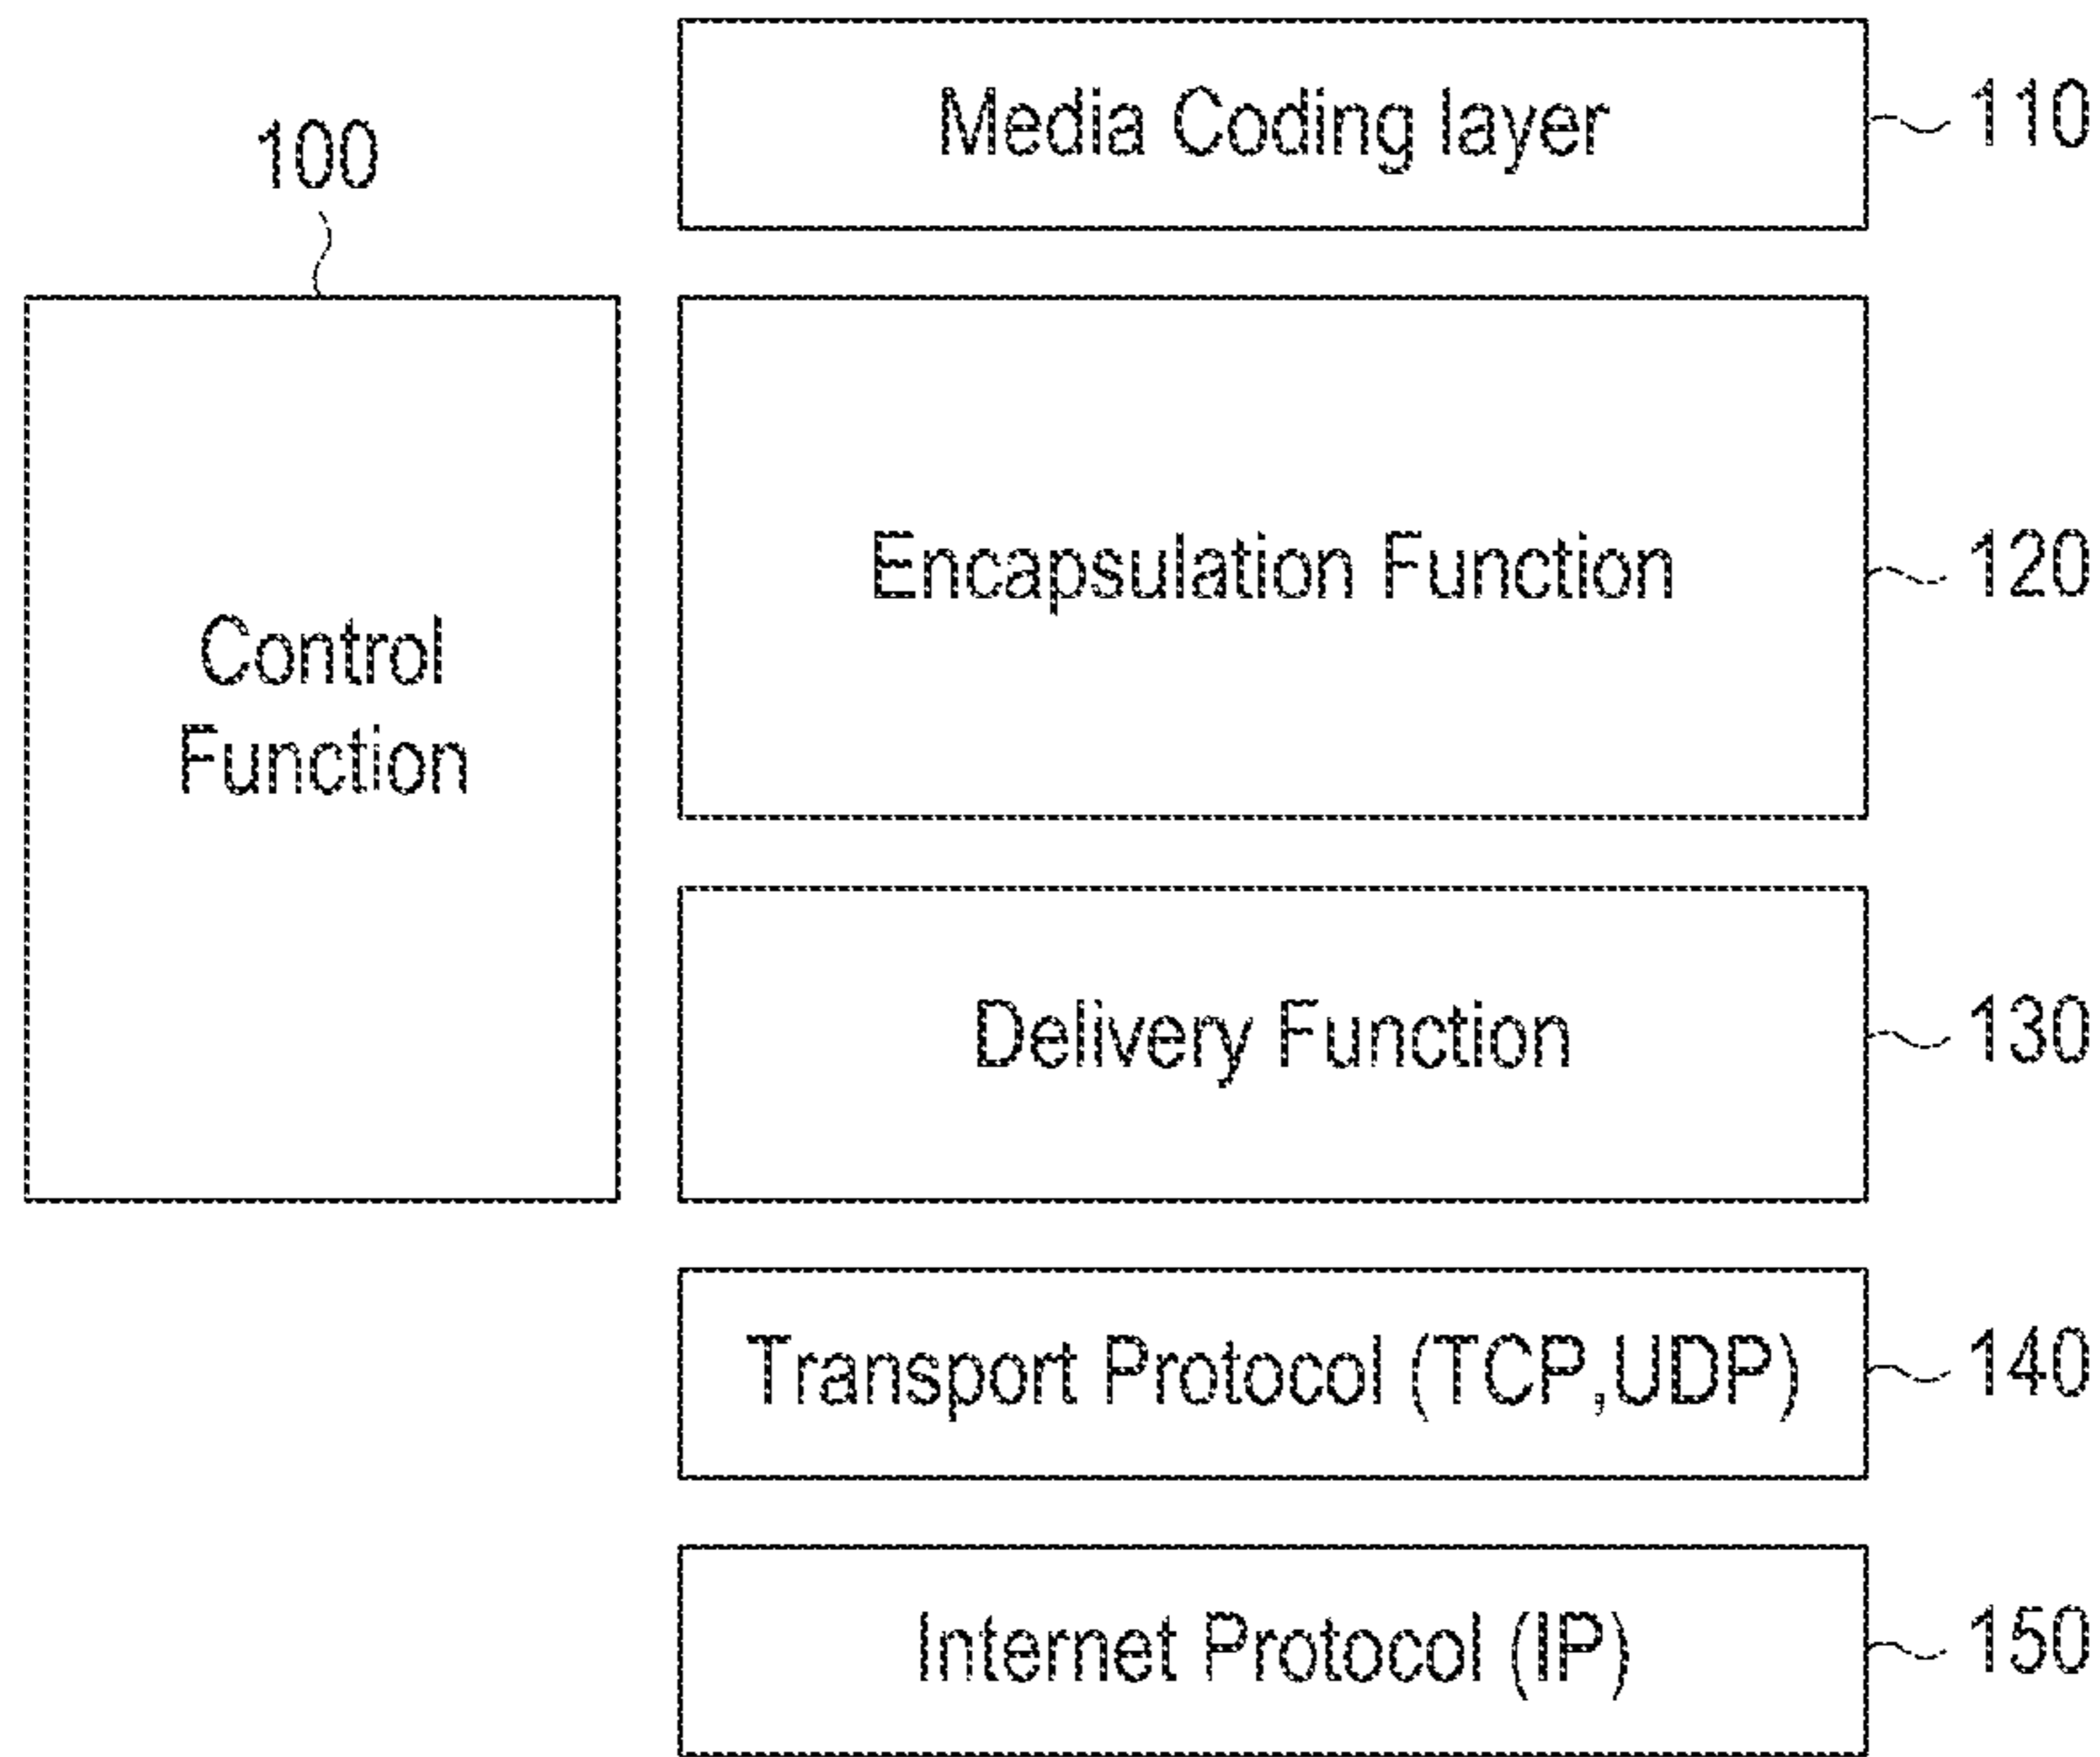 Media Coding layer
110
100
Control
Function
Encapsulation Function
120
Delivery Function
130
Transport Protocol (TCP,UDP)
140
Internet Protocol (IP)
150